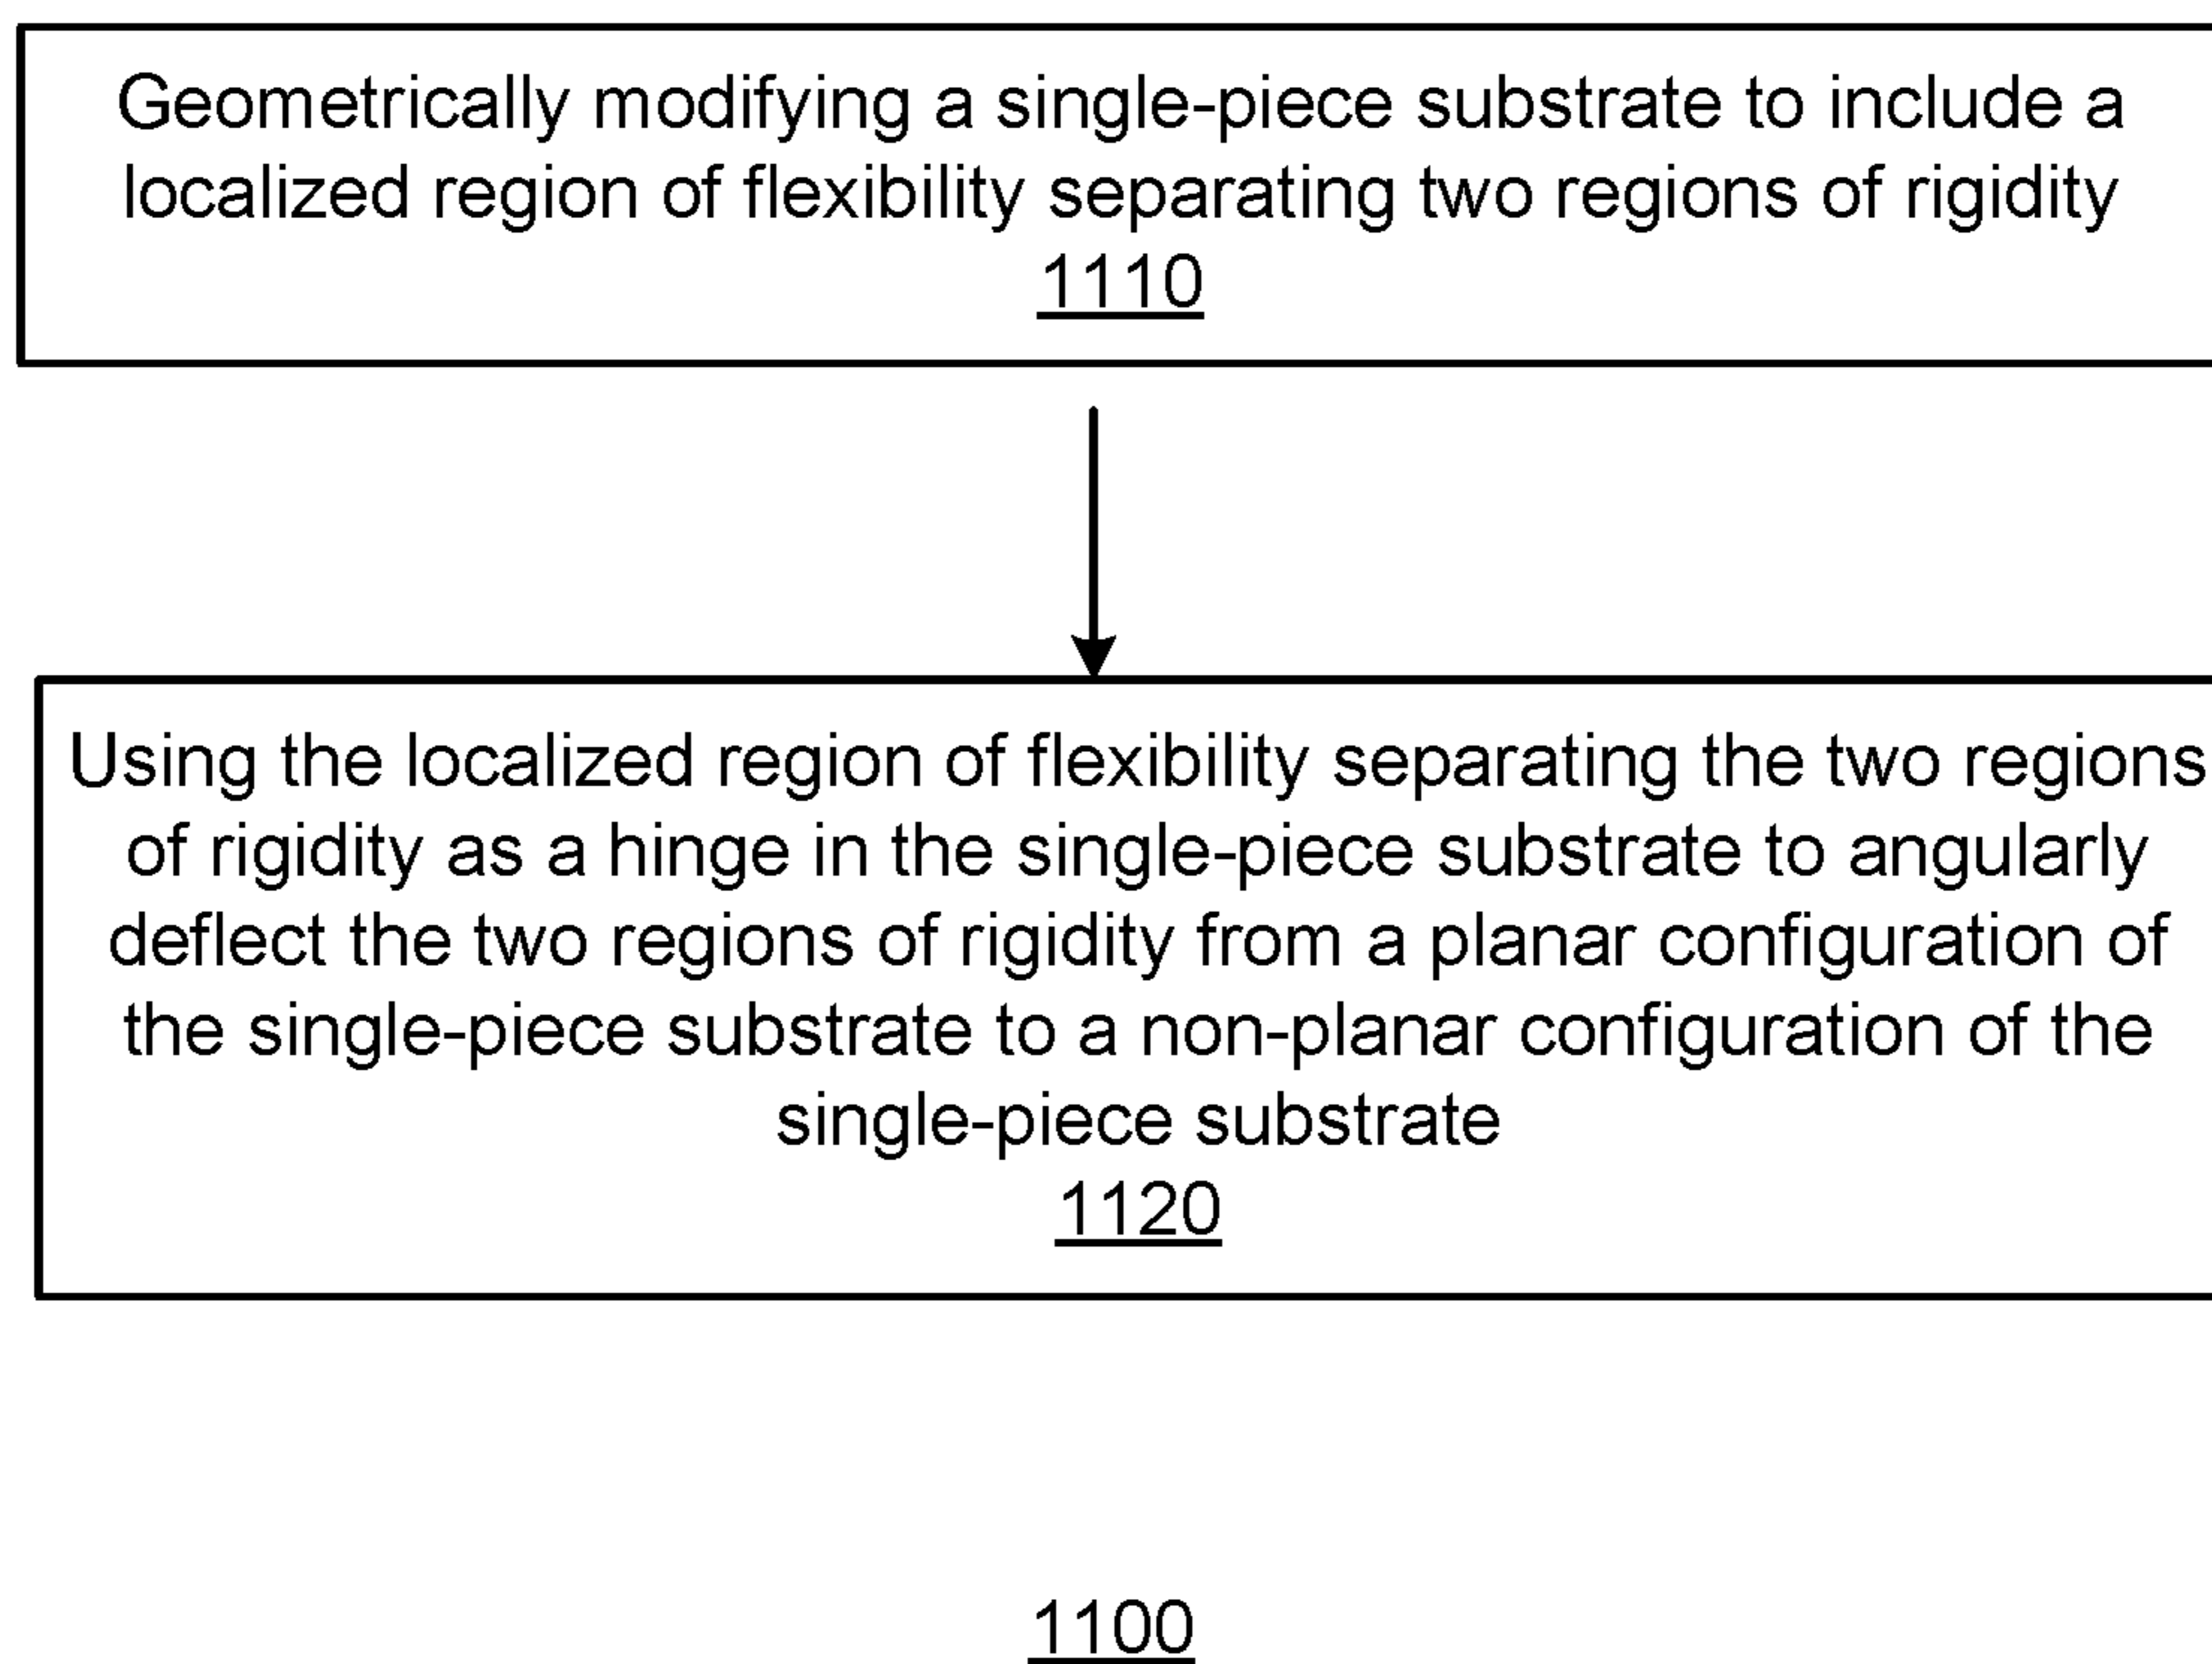 Geometrically modifying a single-piece substrate to include a
localized region of flexibility separating two regions of rigidity
1110
Using the localized region of flexibility separating the two regions
of rigidity as a hinge in the single-piece substrate to angularly
deflect the two regions of rigidity from a planar configuration of
the single-piece substrate to a non-planar configuration of the
single-piece substrate
1120
1100